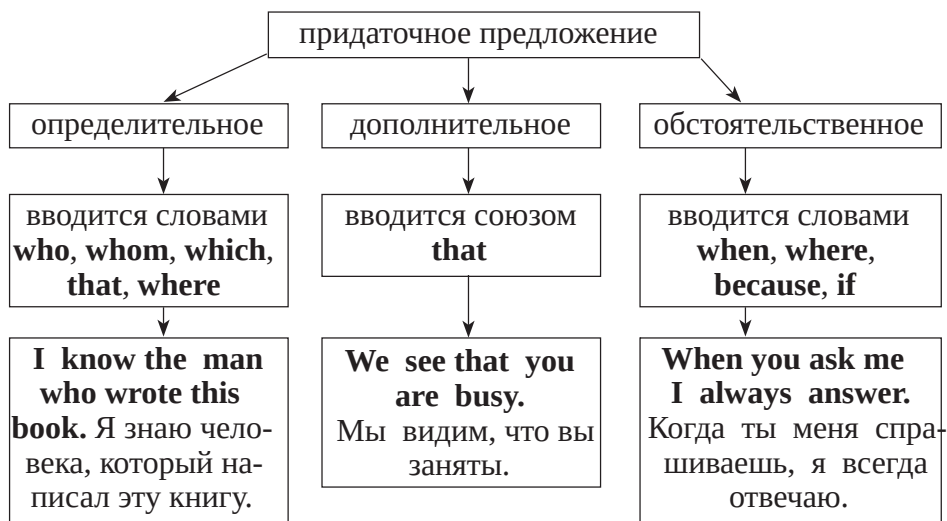 придаточное предложение
определительное
дополнительное
обстоятельственное
вводится словами
who, whom, which,
that, where
вводится союзом
that
вводится словами
when, where,
because, if
I know the man
who wrote this
book. Я знаю чело-
века, который на-
писал эту книгу.
We see that you
are busy.
Мы видим, что вы
заняты.
When you ask me
I always answer.
Когда ты меня спра-
шиваешь, я всегда
отвечаю.